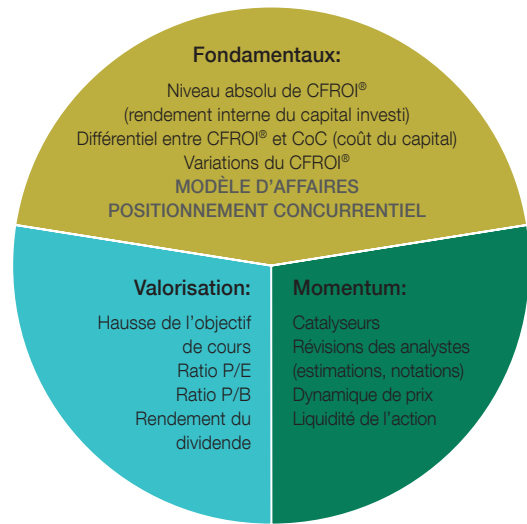 Fondamentaux:
Niveau absolu de CFROI®
(rendement interne du capital investi)
Différentiel entre CFROI® et CoC (coût du capital)
Variations du CFROI®
MODÈLE D'AFFAIRES
POSITIONNEMENT CONCURRENTIEL
Valorisation:
Hausse de l'objectif
de cours
Ratio P/E
Ratio P/B
Rendement du
dividende
Momentum:
Catalyseurs
Révisions des analystes
(estimations, notations)
Dynamique de prix
Liquidité de l'action